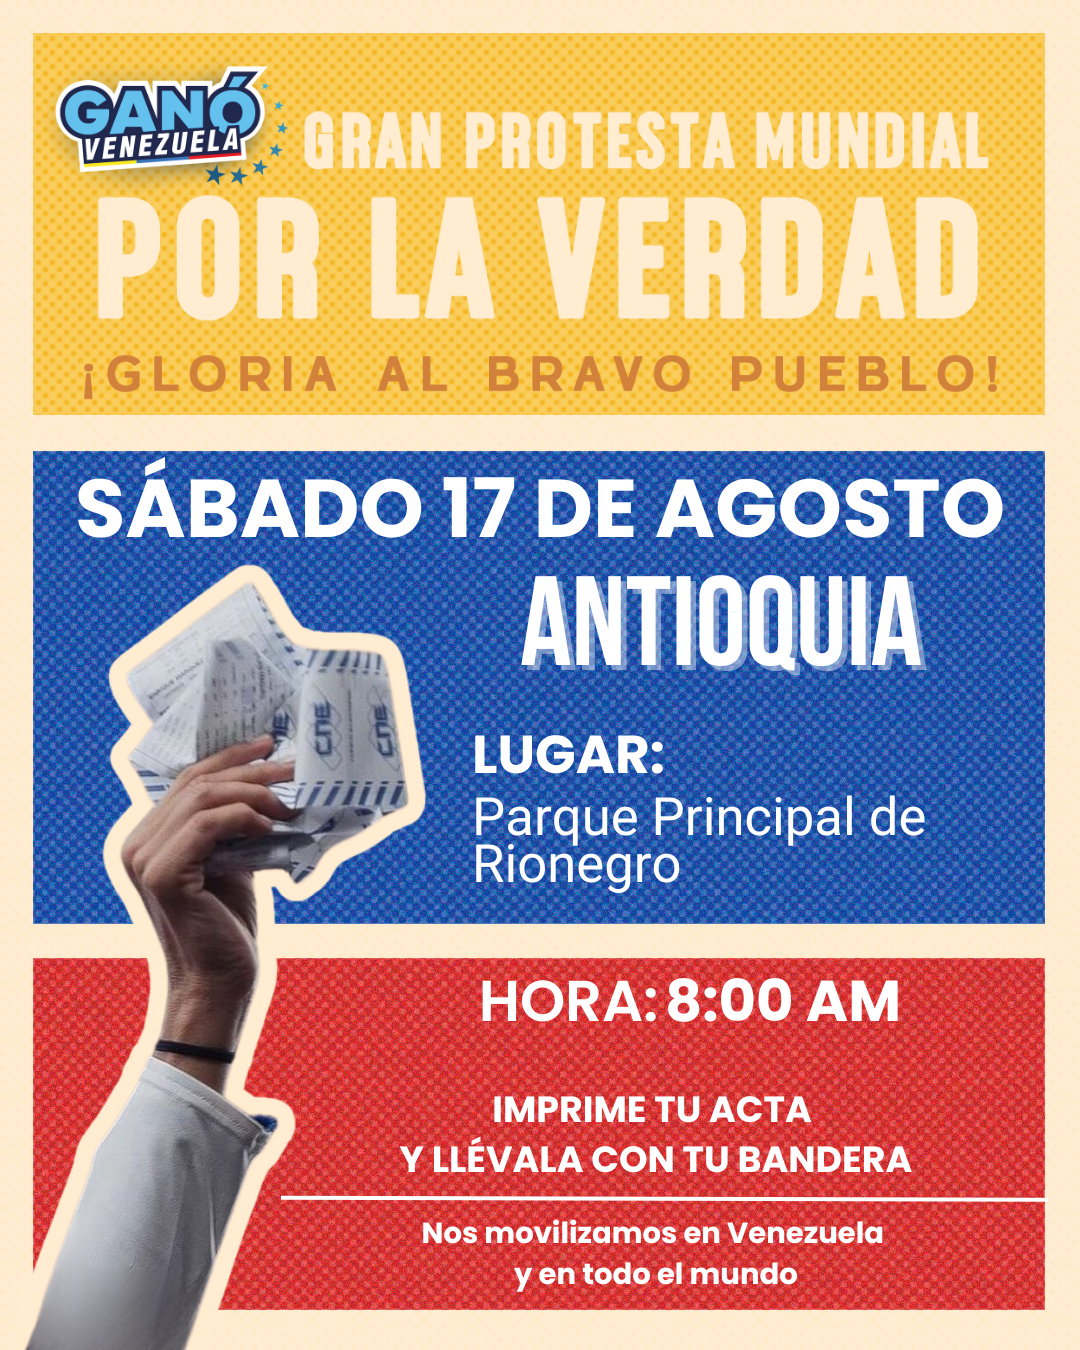 GANÓ
VENEZUELA
GRAN PROTESTA MUNDIAL
POR LA VERDAD
¡GLORIA AL BRAVO PUEBLO!
SÁBADO 17 DE AGOSTO
ANTIOQUIA
CNE
CNE
LUGAR:
Parque Principal de
Rionegro
HORA: 8:00 AM
IMPRIME TU ACTA
Y LLÉVALA CON TU BANDERA
Nos movilizamos en Venezuela
y en todo el mundo